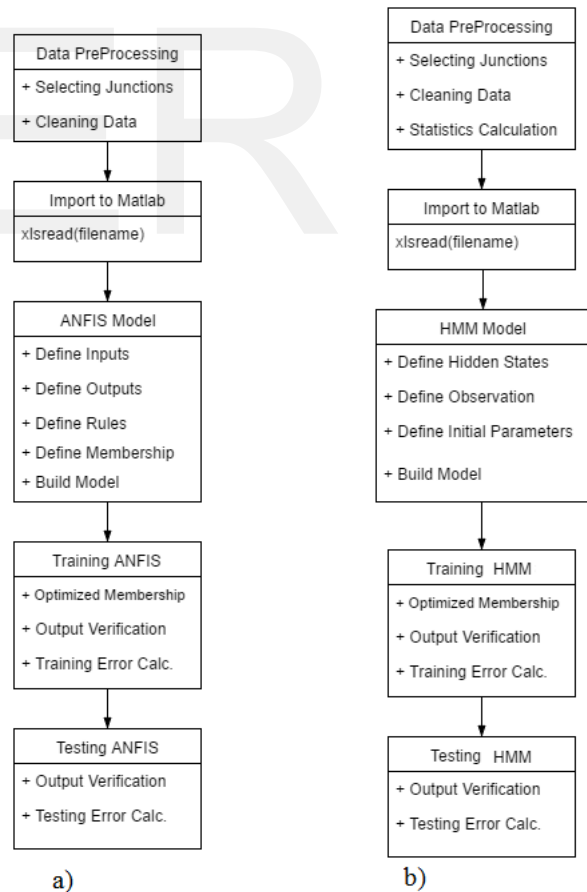 ER
Data PreProcessing
+ Selecting Junctions
+ Cleaning Data
Import to Matlab
xlsread(filename)
ANFIS Model
+ Define Inputs
+ Define Outputs
+ Define Rules
+ Define Membership
+ Build Model
Training ANFIS
+ Optimized Membership
+ Output Verification
+ Training Error Calc.
Testing ANFIS
+ Output Verification
+ Testing Error Calc.
a)
Data PreProcessing
+ Selecting Junctions
+ Cleaning Data
+ Statistics Calculation
Import to Matlab
xlsread(filename)
HMM Model
+ Define Hidden States
+ Define Observation
+ Define Initial Parameters
+ Build Model
Training HMM
+ Optimized Membership
+ Output Verification
+ Training Error Calc.
Testing HMM
+ Output Verification
+ Testing Error Calc.
b)